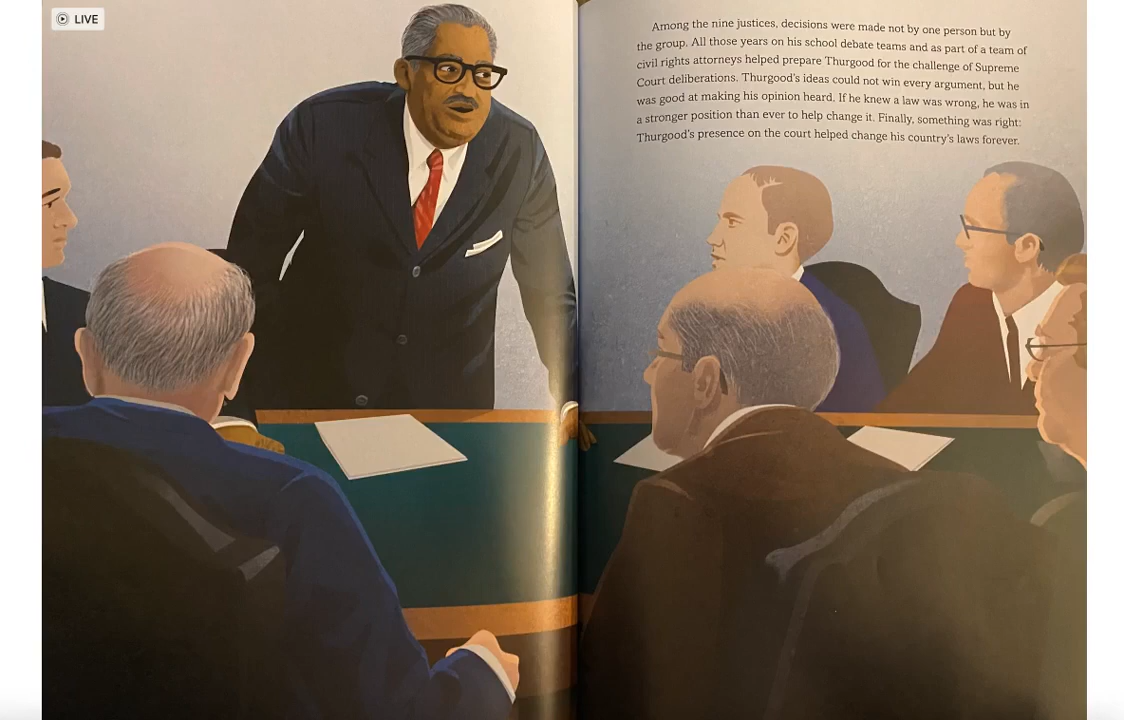 LIVE
Among the nine justices, decisions were made not by one person but by
the group. All those years on his school debate teams and as part of a team of
civil rights attorneys helped prepare Thurgood for the challenge of Supreme
Court deliberations. Thurgood's ideas could not win every argument, but he
was good at making his opinion heard. If he knew a law was wrong, he was in
a stronger position than ever to help change it. Finally, something was right:
Thurgood's presence on the court helped change his country's laws forever.